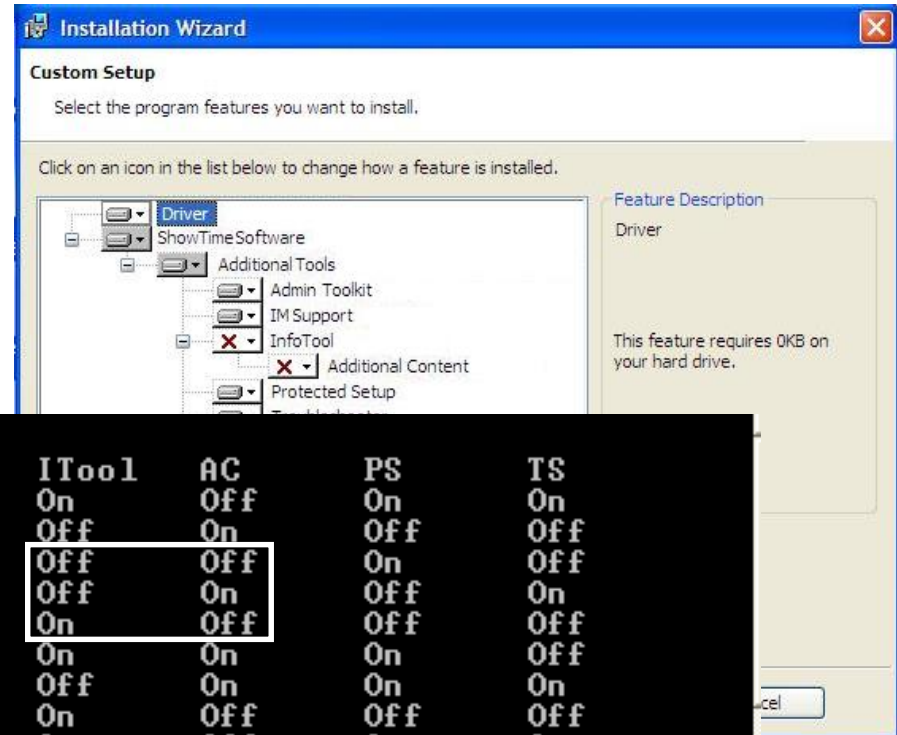 Installation Wizard
Custom Setup
Select the program features you want to install.
Click on an icon in the list below to change how a feature is installed.
Driver
ShowTimeSoftware
Additional Tools
Admin Toolkit
IM Support
InfoTool
Additional Content
Protected Setup
Feature Description
Driver
This feature requires 0KB on
your hard drive.
ITool AC PS TS
On Off On On
Off On Off Off
Off Off On Off
Off On Off On
On Off Off Off
On On On Off
Off On On On
On Off Off Off